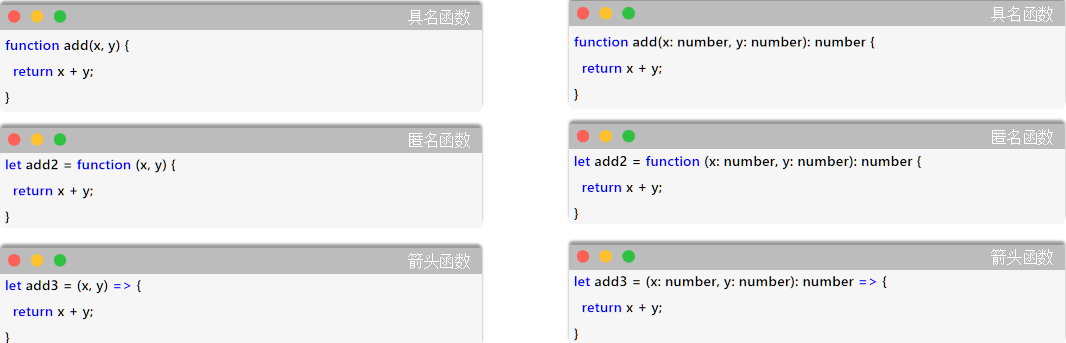 具名函数
function add(x, y) {
  return x + y;
}
匿名函数
let add2 = function (x, y) {
  return x + y;
}
箭头函数
let add3 = (x, y) => {
  return x + y;
}
具名函数
function add(x: number, y: number): number {
  return x + y;
}
匿名函数
let add2 = function (x: number, y: number): number {
  return x + y;
}
箭头函数
let add3 = (x: number, y: number): number => {
  return x + y;
}